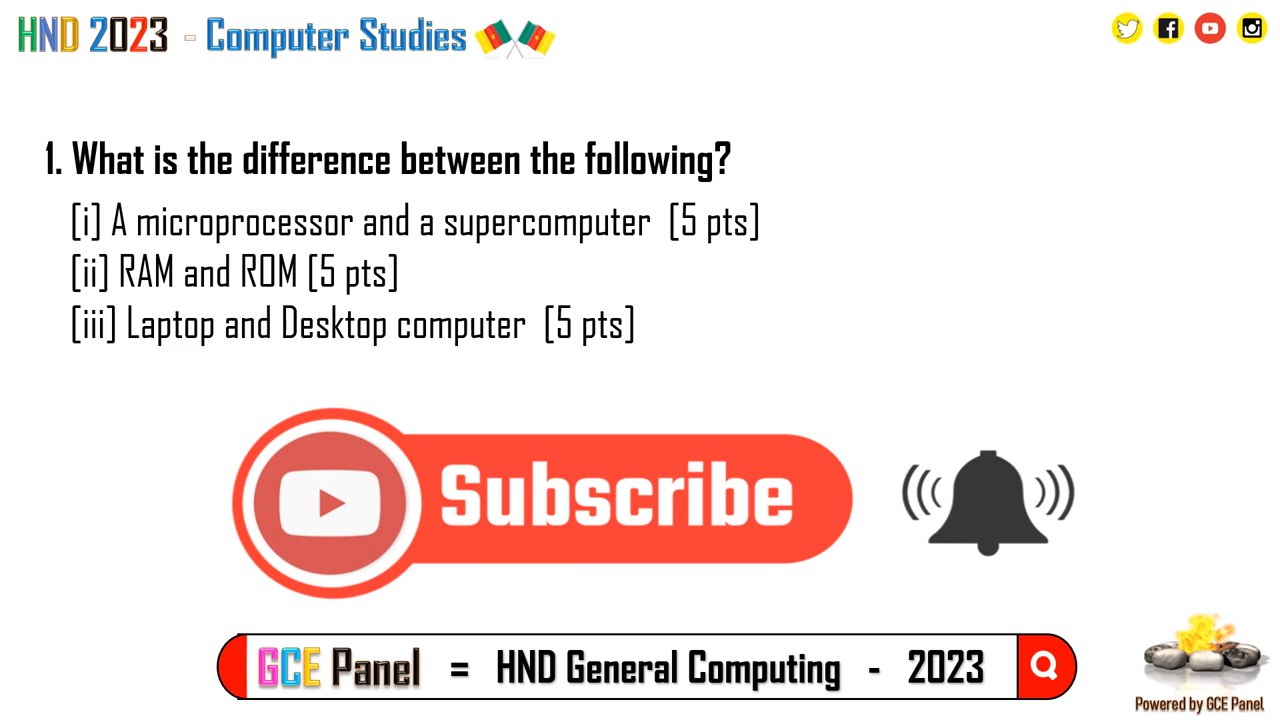 HND 2023 - Computer Studies
1. What is the difference between the following?
[i] A microprocessor and a supercomputer [5 pts]
[ii] RAM and ROM [5 pts]
[iii] Laptop and Desktop computer [5 pts]
Subscribe
GCE Panel = HND General Computing - 2023
Powered by GCE Panel